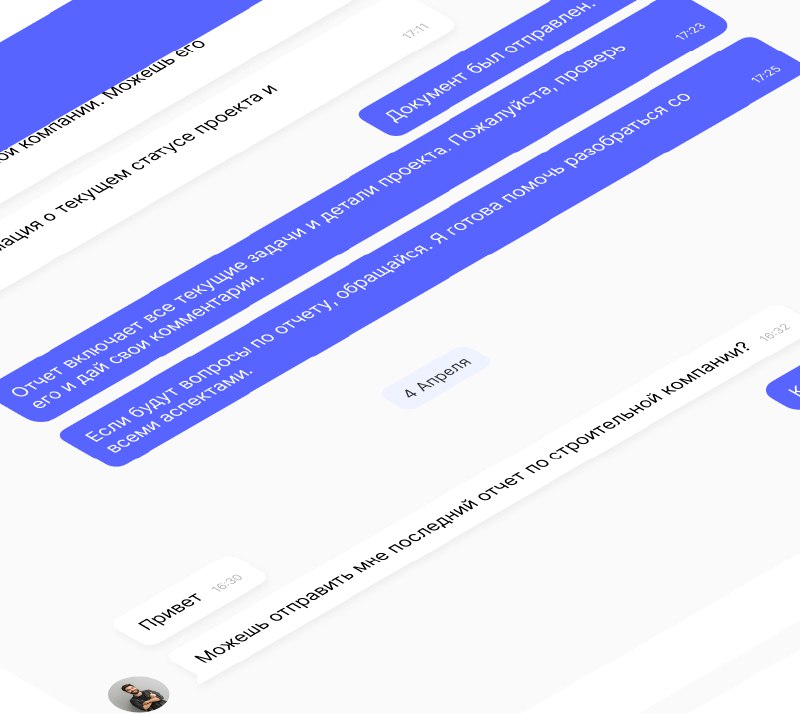 компании. Можешь его
о текущем статусе проекта и
17:11
Документ был отправлен.
17:23
Отчет включает все текущие задачи и детали проекта. Пожалуйста, проверь
его и дай свои комментарии.
17:25
Если будут вопросы по отчету, обращайся. Я готова помочь разобраться со
всеми аспектами.
4 Апреля
Привет
16:30
Можешь отправить мне последний отчет по строительной компании?
16:32